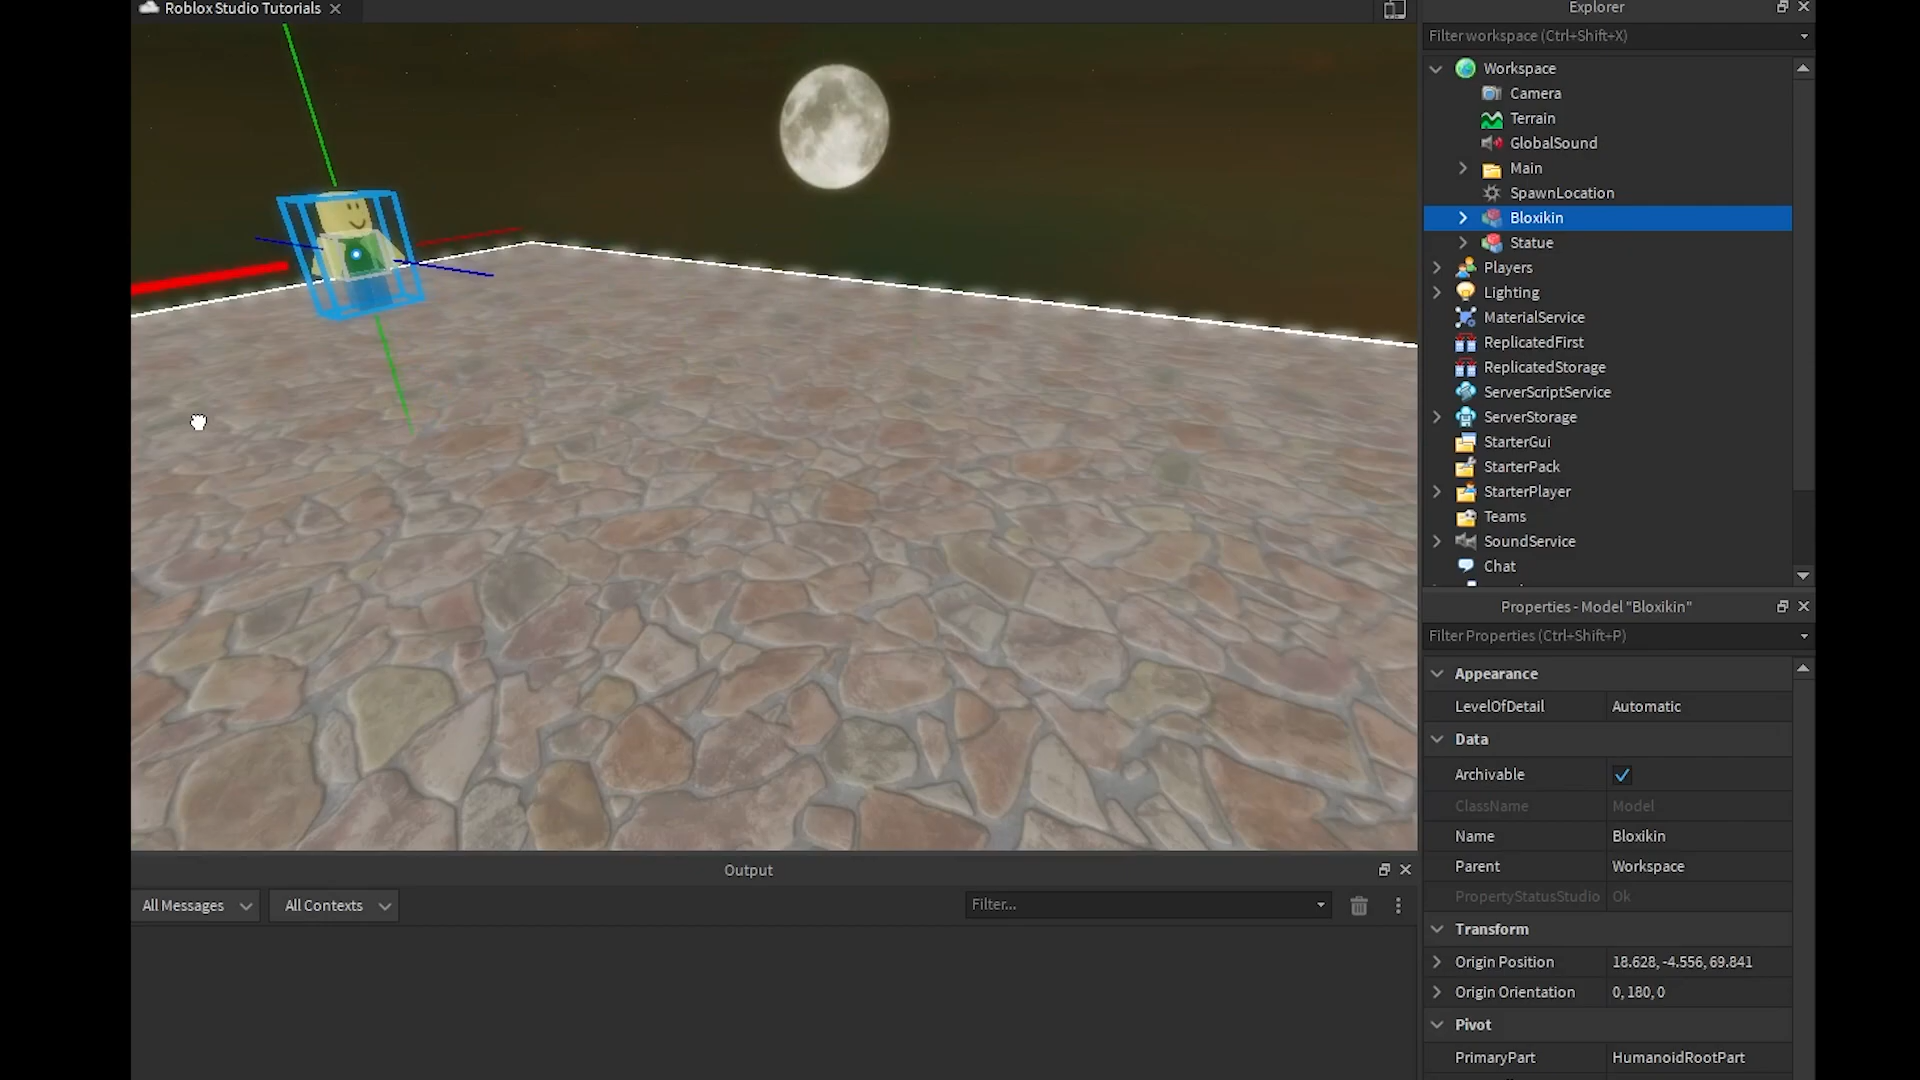 Roblox Studio Tutorials
Explorer
Filter workspace (Ctrl+Shift+X)
Workspace
Camera
Terrain
GlobalSound
Main
SpawnLocation
Bloxikin
Statue
Players
Lighting
MaterialService
ReplicatedFirst
ReplicatedStorage
ServerScriptService
ServerStorage
StarterGui
StarterPack
StarterPlayer
Teams
SoundService
Chat
Properties - Model "Bloxikin"
Filter Properties (Ctrl+Shift+P)
Appearance
LevelOfDetail Automatic
Data
Archivable
ClassName Model
Name Bloxikin
Parent Workspace
PropertyStatusStudio Ok
Transform
Origin Position 18.628, -4.556, 69.841
Origin Orientation 0, 180, 0
Pivot
PrimaryPart HumanoidRootPart
Output
All Messages All Contexts Filter...